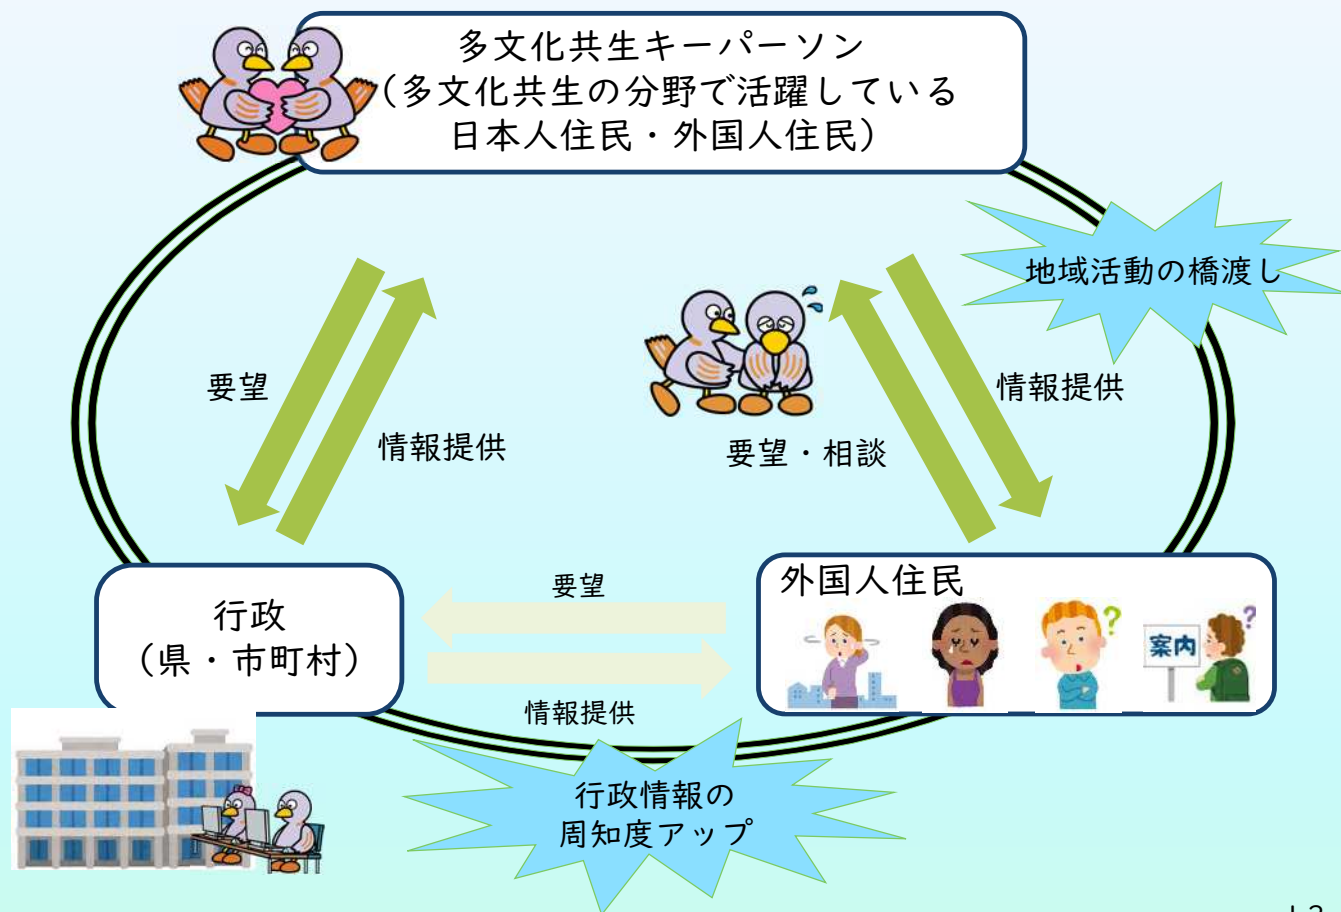 多文化共生キーパーソン
(多文化共生の分野で活躍している
日本人住民・外国人住民)
地域活動の橋渡し
要望
情報提供
情報提供
要望・相談
行政
(県・市町村)
要望
情報提供
外国人住民
?
案内
?
行政情報の
周知度アップ